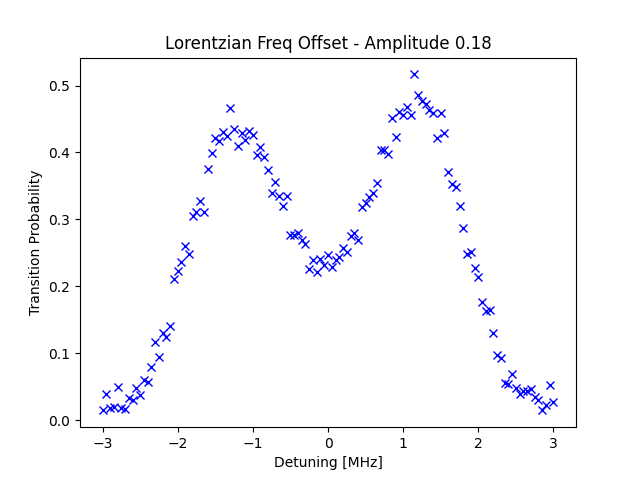 Lorentzian Freq Offset - Amplitude 0.18
Transition Probability
0.5
0.4
0.3
0.2
0.1
0.0
−3 −2 −1 0 1 2 3
Detuning [MHz]